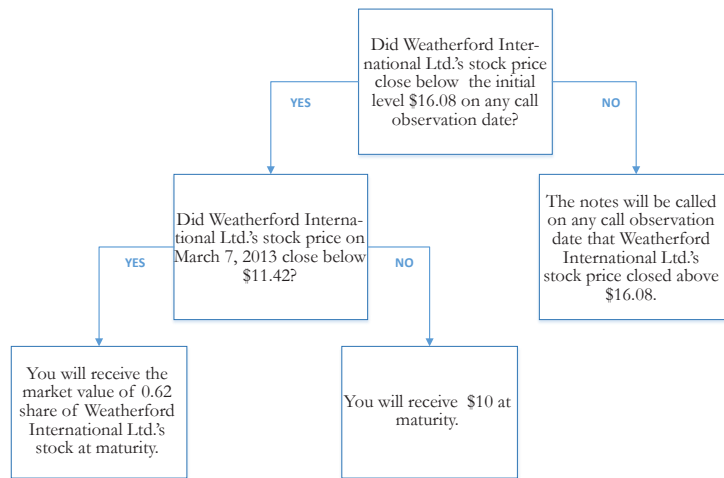 Did Weatherford Inter-
national Ltd.'s stock price
close below the initial
level $16.08 on any call
observation date?
YES
NO
Did Weatherford Interna-
tional Ltd.'s stock price on
March 7, 2013 close below
$11.42?
The notes will be called
on any call observation
date that Weatherford
International Ltd.'s
stock price closed above
$16.08.
YES
NO
You will receive the
market value of 0.62
share of Weatherford
International Ltd.'s
stock at maturity.
You will receive $10 at
maturity.